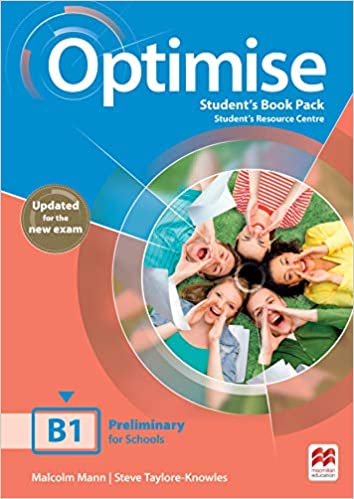 Optimise
Student's Book Pack
Student's Resource Centre
Updated
for the
new exam
B1
Preliminary
for Schools
Malcolm Mann | Steve Taylore-Knowles
macmillan
education